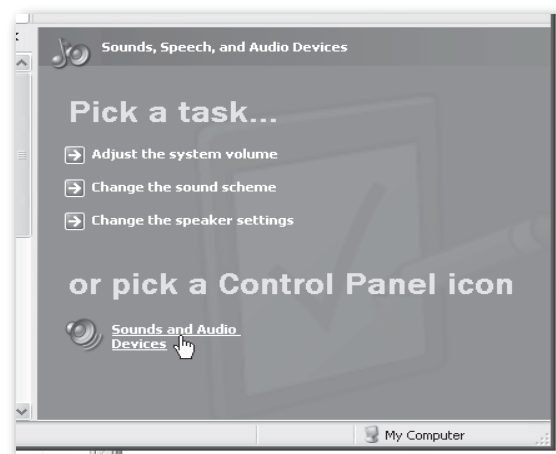 Sounds, Speech, and Audio Devices
Pick a task...
Adjust the system volume
Change the sound scheme
Change the speaker settings
or pick a Control Panel icon
Sounds and Audio
Devices
My Computer